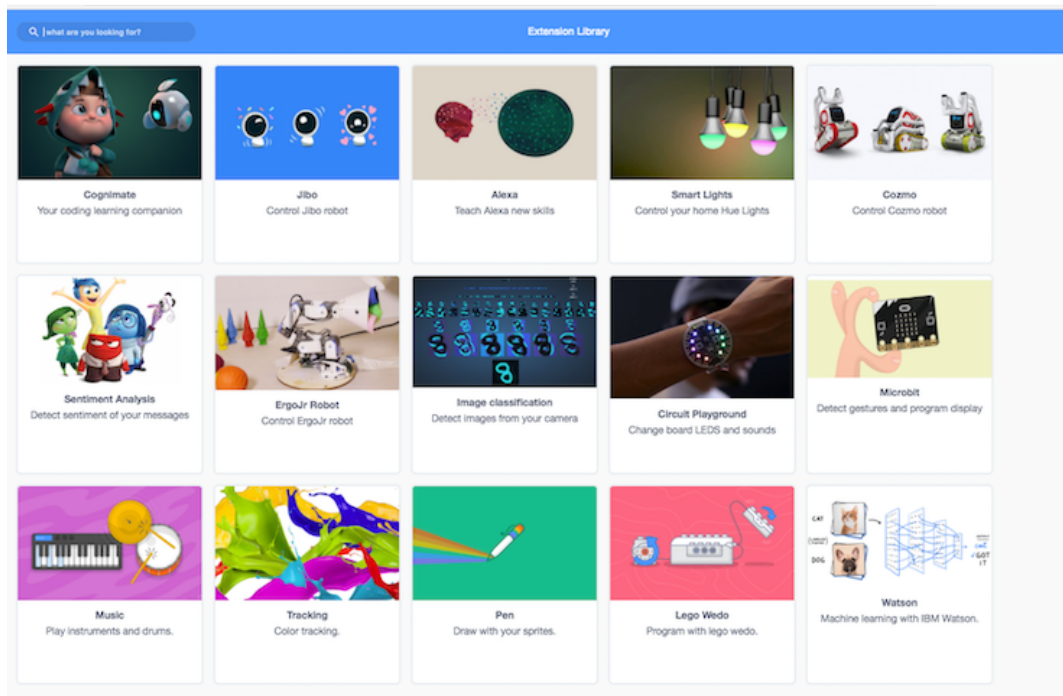 what are you looking for?
Extension Library
Cognimate
Your coding learning companion
Jibo
Control Jibo robot
Alexa
Teach Alexa new skills
Smart Lights
Control your home Hue Lights
Cozmo
Control Cozmo robot
Sentiment Analysis
Detect sentiment of your messages
ErgoJr Robot
Control ErgoJr robot
Image classification
Detect images from your camera
Circuit Playground
Change board LEDS and sounds
Microbit
Detect gestures and program display
Music
Play instruments and drums.
Tracking
Color tracking.
Pen
Draw with your sprites.
Lego Wedo
Program with lego wedo.
CAT
DOG
GOT
IT
Watson
Machine learning with IBM Watson.